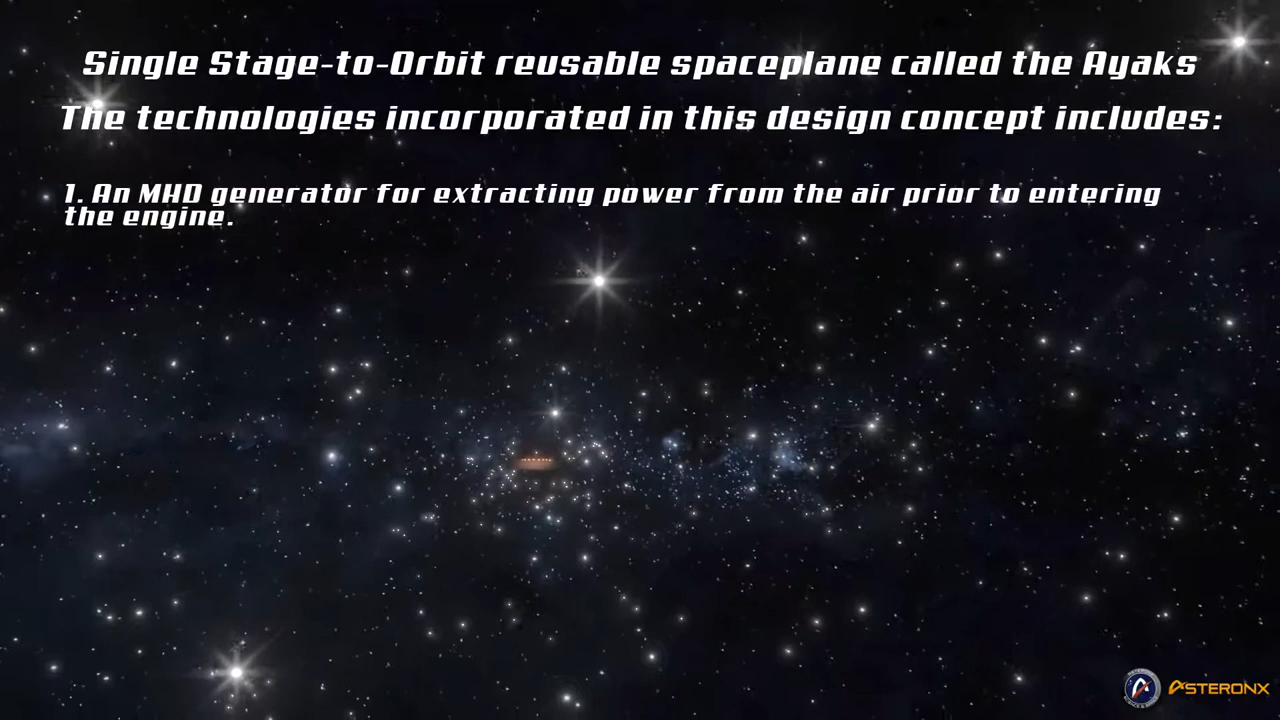 Single Stage-to-Orbit reusable spaceplane called the Ayaks
The technologies incorporated in this design concept includes:
1. An MHD generator for extracting power from the air prior to entering
the engine.
ASTERONX